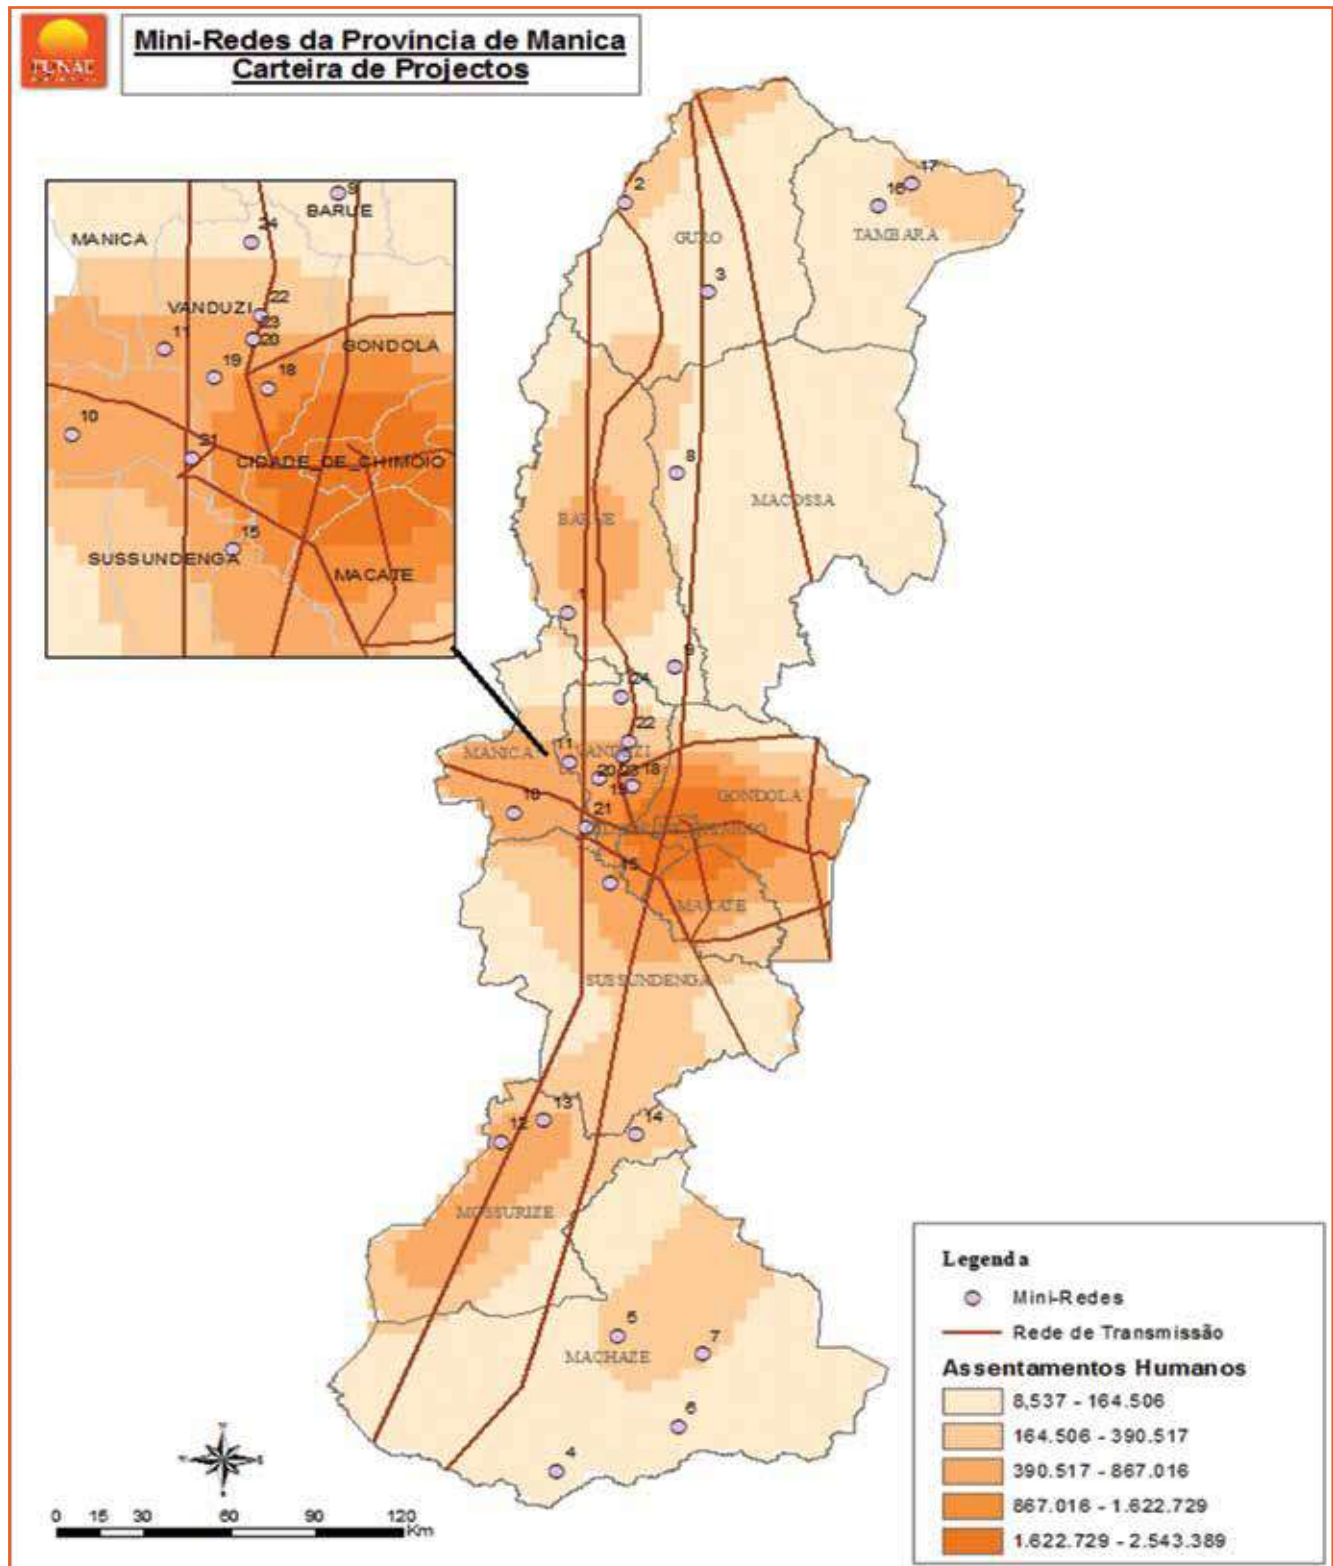 FUNAE
Mini-Redes da Província de Manica
Carteira de Projectos
17
16
2
TAMBARA
GURO
3
9
BARUE
24
MANICA
VANDUZI
22
23
11
20
GONDOLA
19
18
10
21
CIDADE_DE_CHIMOIO
15
SUSSUNDENGA
MACATE
8
MACOSSA
BARUE
1
9
24
22
11
MANICA
VANDUZI
20
23
18
19
GONDOLA
10
21
15
MACATE
SUSSUNDENGA
13
12
14
MOSSURIZE
5
7
MACHAZE
6
4
Legenda
Mini-Redes
Rede de Transmissão
Assentamentos Humanos
8,537 - 164.506
164.506 - 390.517
390.517 - 867.016
867.016 - 1.622.729
1.622.729 - 2.543.389
0 15 30 60 90 120
Km